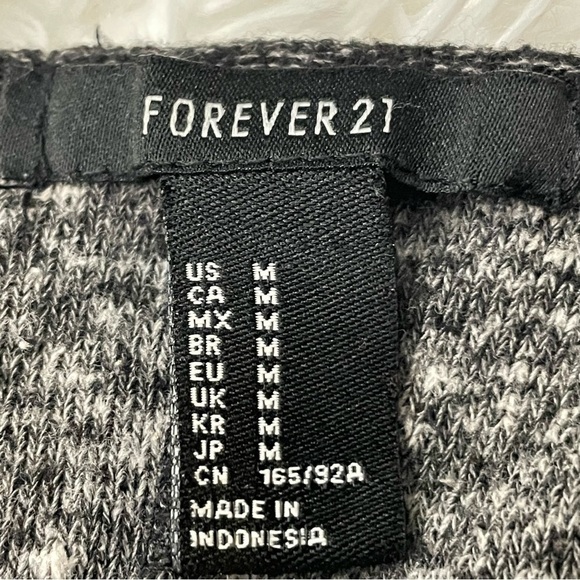 FOREVER 21
US M
CA M
MX M
BR M
EU M
UK M
KR M
JP M
CN 165/92A
MADE IN
INDONESIA